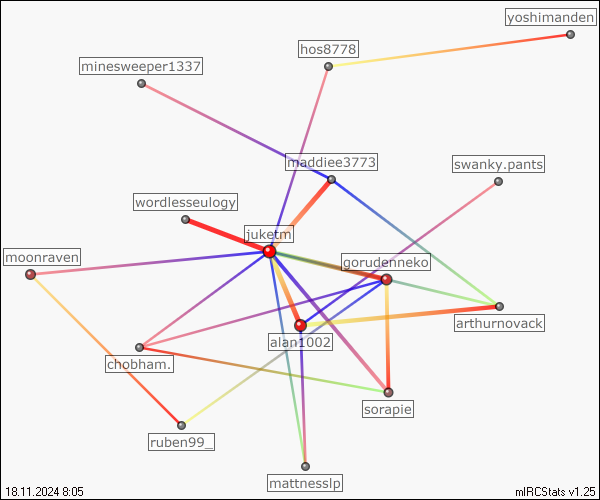 yoshimanden
hos8778
minesweeper1337
maddiee3773
swanky.pants
wordlesseulogy
juketm
moonraven
gorudenneko
arthurnovack
alan1002
chobham.
sorapie
ruben99_
mattnesslp
18.11.2024 8:05
mIRCStats v1.25